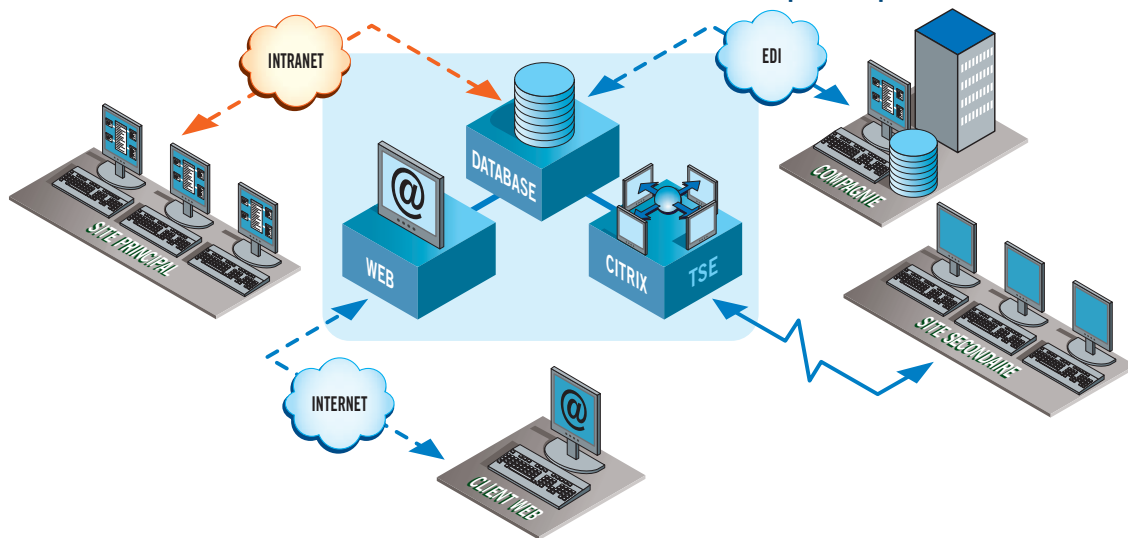 INTRANET
EDI
DATABASE
@
WEB
CITRIX
TSE
COMPAGNIE
SITE PRINCIPAL
SITE SECONDAIRE
INTERNET
@
CLIENT WEB